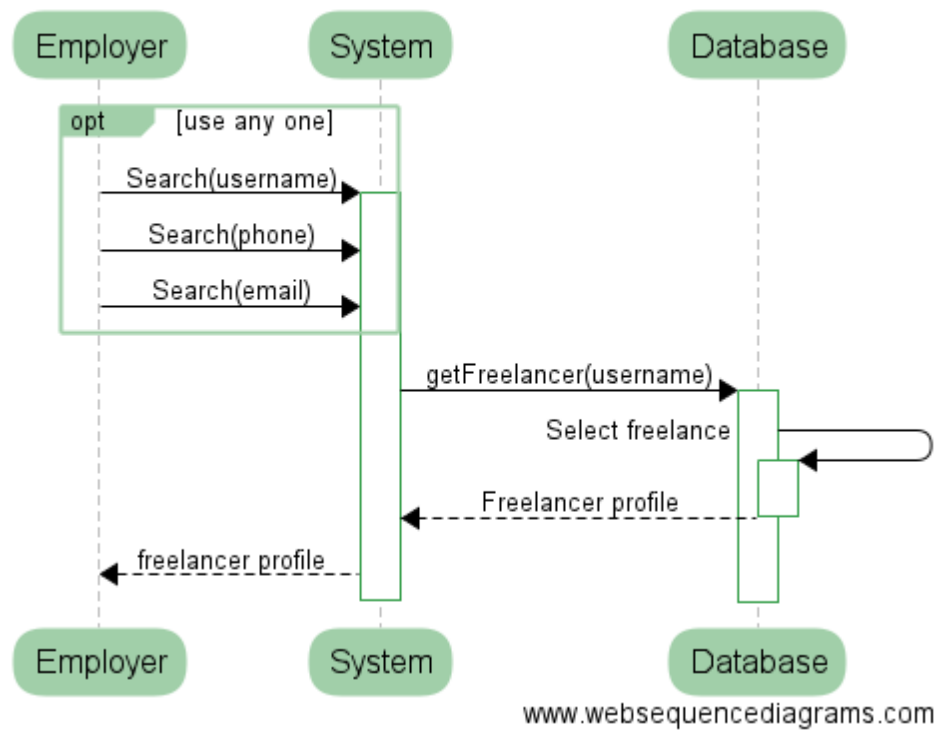 Employer
System
Database
opt
[use any one]
Search(username)
Search(phone)
Search(email)
getFreelancer(username)
Select freelance
Freelancer profile
freelancer profile
Employer
System
Database
www.websequencediagrams.com